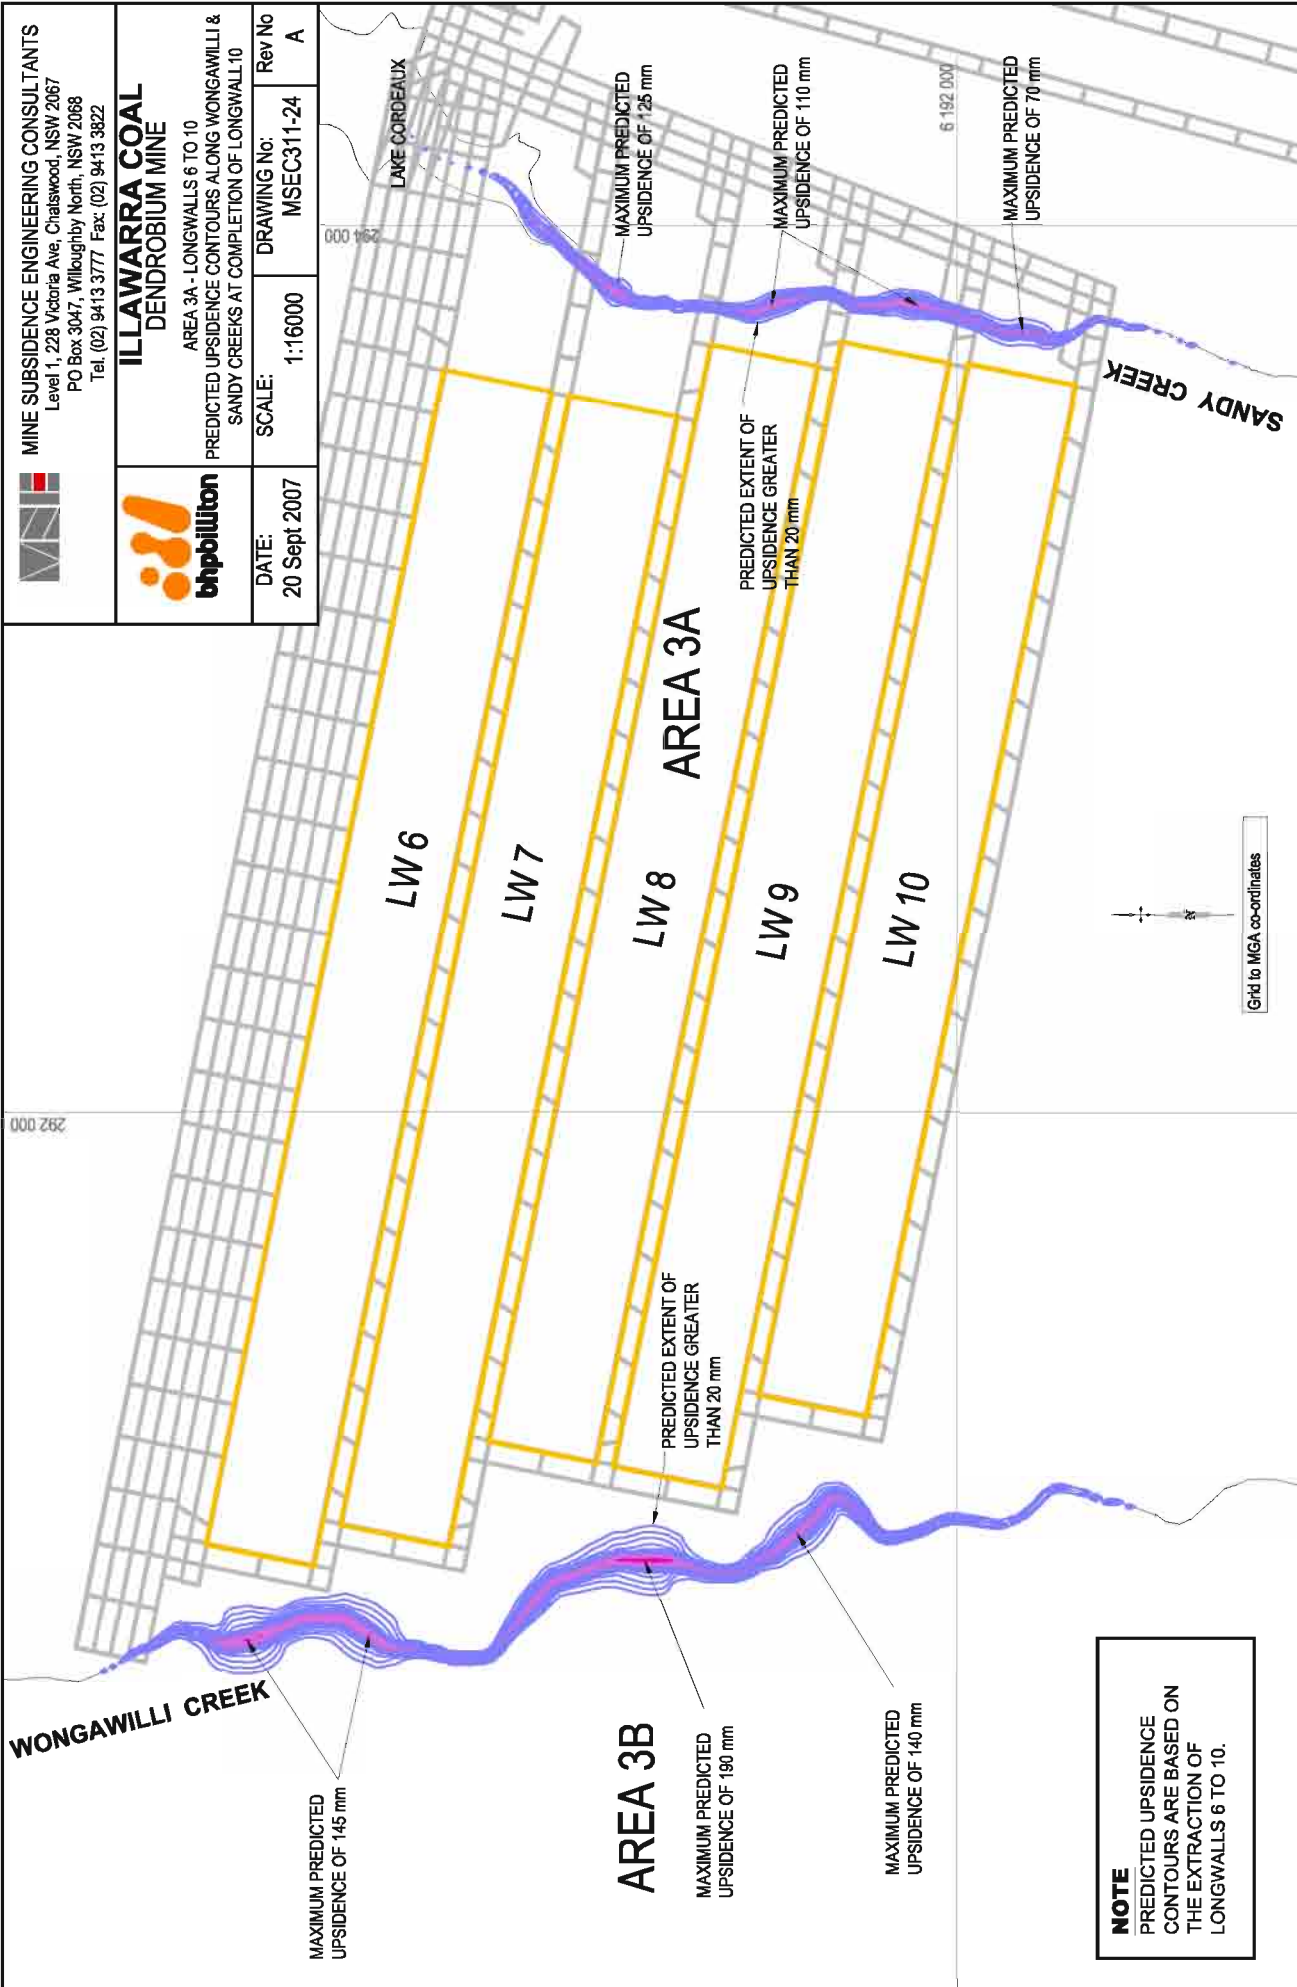 MINE SUBSIDENCE ENGINEERING CONSULTANTS
Level 1, 228 Victoria Ave, Chatswood, NSW 2067
PO Box 3047, Willoughby North, NSW 2068
Tel. (02) 9413 3777 Fax: (02) 9413 3822
bhpbilliton
ILLAWARRA COAL
DENDROBIUM MINE
AREA 3A - LONGWALLS 6 TO 10
PREDICTED UPSIDENCE CONTOURS ALONG WONGAWILLI &
SANDY CREEKS AT COMPLETION OF LONGWALL10
DATE:
20 Sept 2007
SCALE:
1:16000
DRAWING No:
MSEC311-24
Rev No
A
LAKE CORDEAUX
294 000
292 000
6 192 000
MAXIMUM PREDICTED
UPSIDENCE OF 125 mm
MAXIMUM PREDICTED
UPSIDENCE OF 110 mm
MAXIMUM PREDICTED
UPSIDENCE OF 70 mm
SANDY CREEK
PREDICTED EXTENT OF
UPSIDENCE GREATER
THAN 20 mm
AREA 3A
LW 6
LW 7
LW 8
LW 9
LW 10
PREDICTED EXTENT OF
UPSIDENCE GREATER
THAN 20 mm
WONGAWILLI CREEK
MAXIMUM PREDICTED
UPSIDENCE OF 145 mm
AREA 3B
MAXIMUM PREDICTED
UPSIDENCE OF 190 mm
MAXIMUM PREDICTED
UPSIDENCE OF 140 mm
N
Grid to MGA co-ordinates
NOTE
PREDICTED UPSIDENCE
CONTOURS ARE BASED ON
THE EXTRACTION OF
LONGWALLS 6 TO 10.